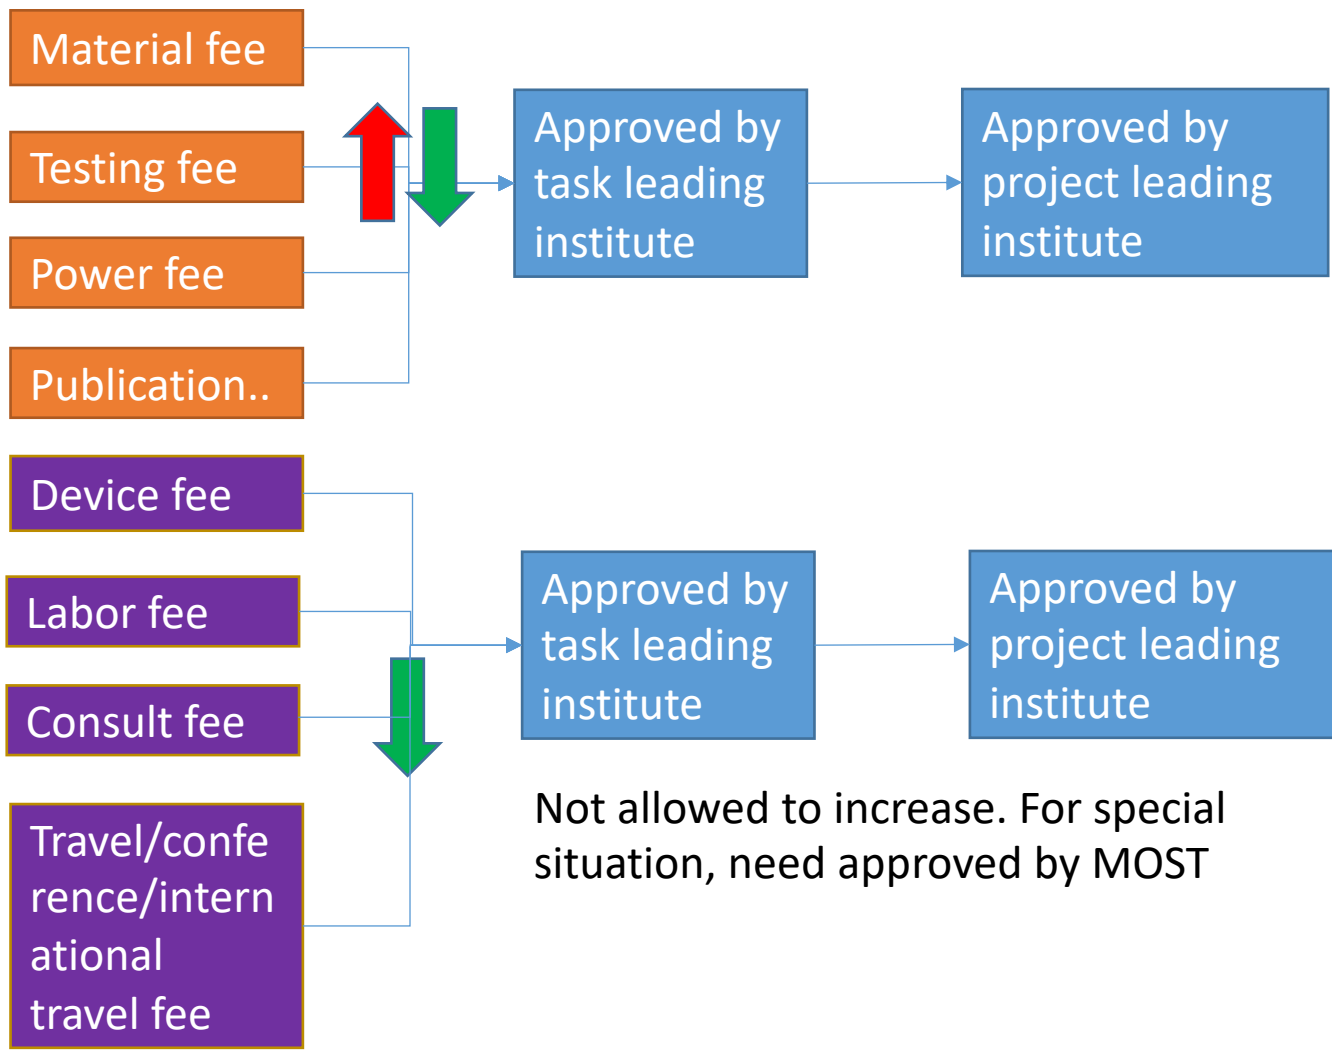 Material fee
Testing fee
Power fee
Publication..
Approved by
task leading
institute
Approved by
project leading
institute
Device fee
Labor fee
Consult fee
Travel/confe
rence/intern
ational
travel fee
Approved by
task leading
institute
Approved by
project leading
institute
Not allowed to increase. For special
situation, need approved by MOST